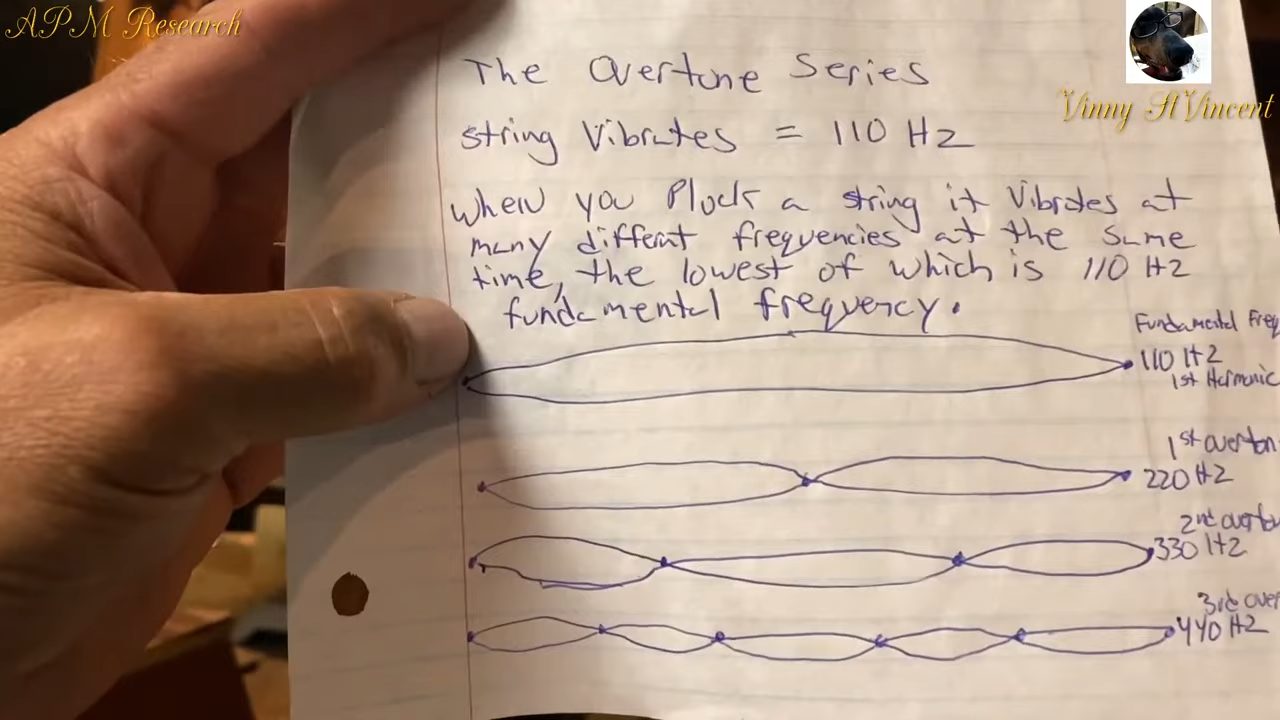 APM Research
Vinny St Vincent
The Overtone Series
string Vibrates = 110 Hz
When you Pluck a string it Vibrates at
many differnt frequencies at the same
time, the lowest of which is 110 Hz
fundamental frequency.
Fundamental Freq
110 Hz
1st Harmonic
1st overton
220 Hz
2nd overto
330 Hz
3rd over
440 Hz